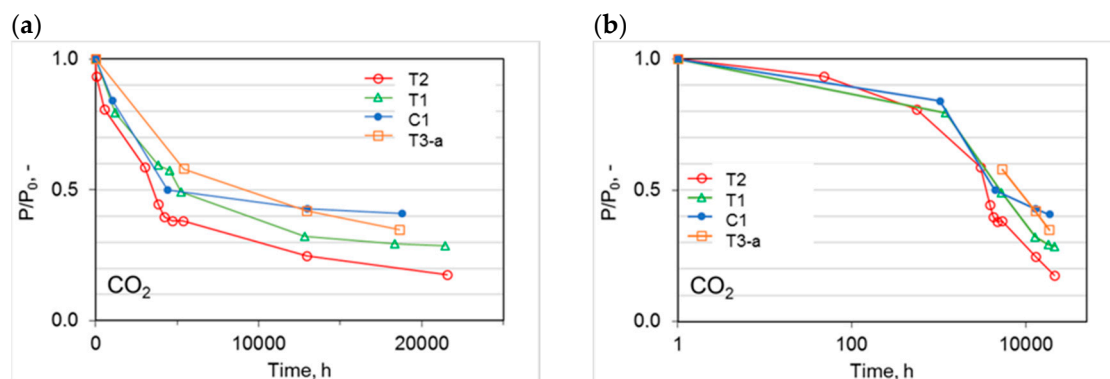 (a)
1.0
0.5
0.0
P/P0, -
T2
T1
C1
T3-a
CO2
0
10000
20000
Time, h
(b)
1.0
0.5
0.0
P/P0, -
T2
T1
C1
T3-a
CO2
1
100
10000
Time, h